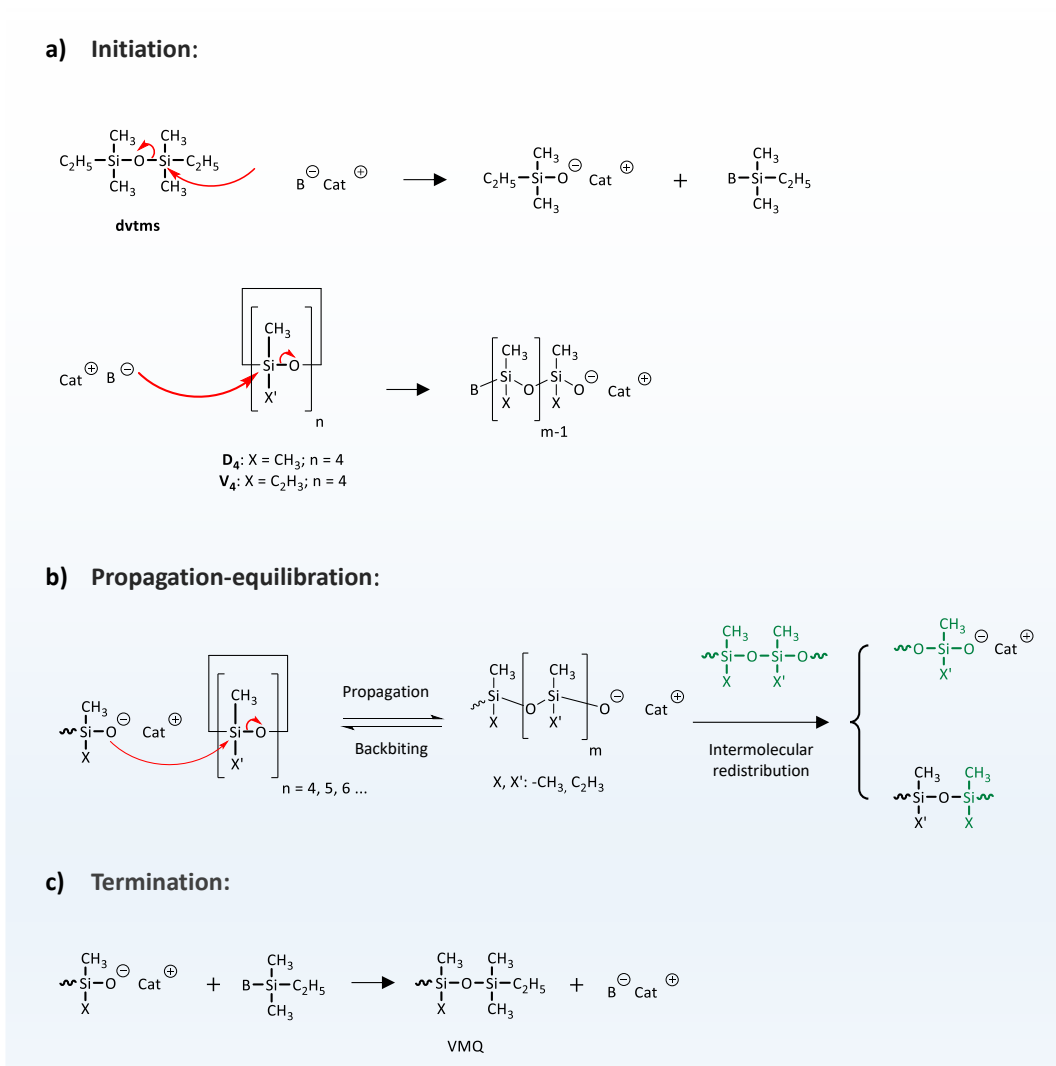 a) Initiation:
CH3 CH3
C2H5 Si O Si C2H5
CH3 CH3
dvtms
B⊖ Cat⊕
CH3
C2H5 Si O⊖ Cat⊕
CH3
+
CH3
B Si C2H5
CH3
Cat⊕ B⊖
CH3
Si O
X'
n
D4: X = CH3; n = 4
V4: X = C2H3; n = 4
CH3 CH3
B Si O Si O⊖ Cat⊕
X X
m-1
b) Propagation-equilibration:
CH3
Si O⊖ Cat⊕
X
CH3
Si O
X'
n = 4, 5, 6 ...
Propagation
Backbiting
CH3 CH3
Si O Si O⊖ Cat⊕
X X'
m
X, X': -CH3, C2H3
CH3 CH3
Si O Si O
X X'
Intermolecular
redistribution
CH3
O Si O⊖ Cat⊕
X'
CH3 CH3
Si O Si
X' X
c) Termination:
CH3
Si O⊖ Cat⊕
X
+
CH3
B Si C2H5
CH3
CH3 CH3
Si O Si C2H5
X CH3
VMQ
+
B⊖ Cat⊕